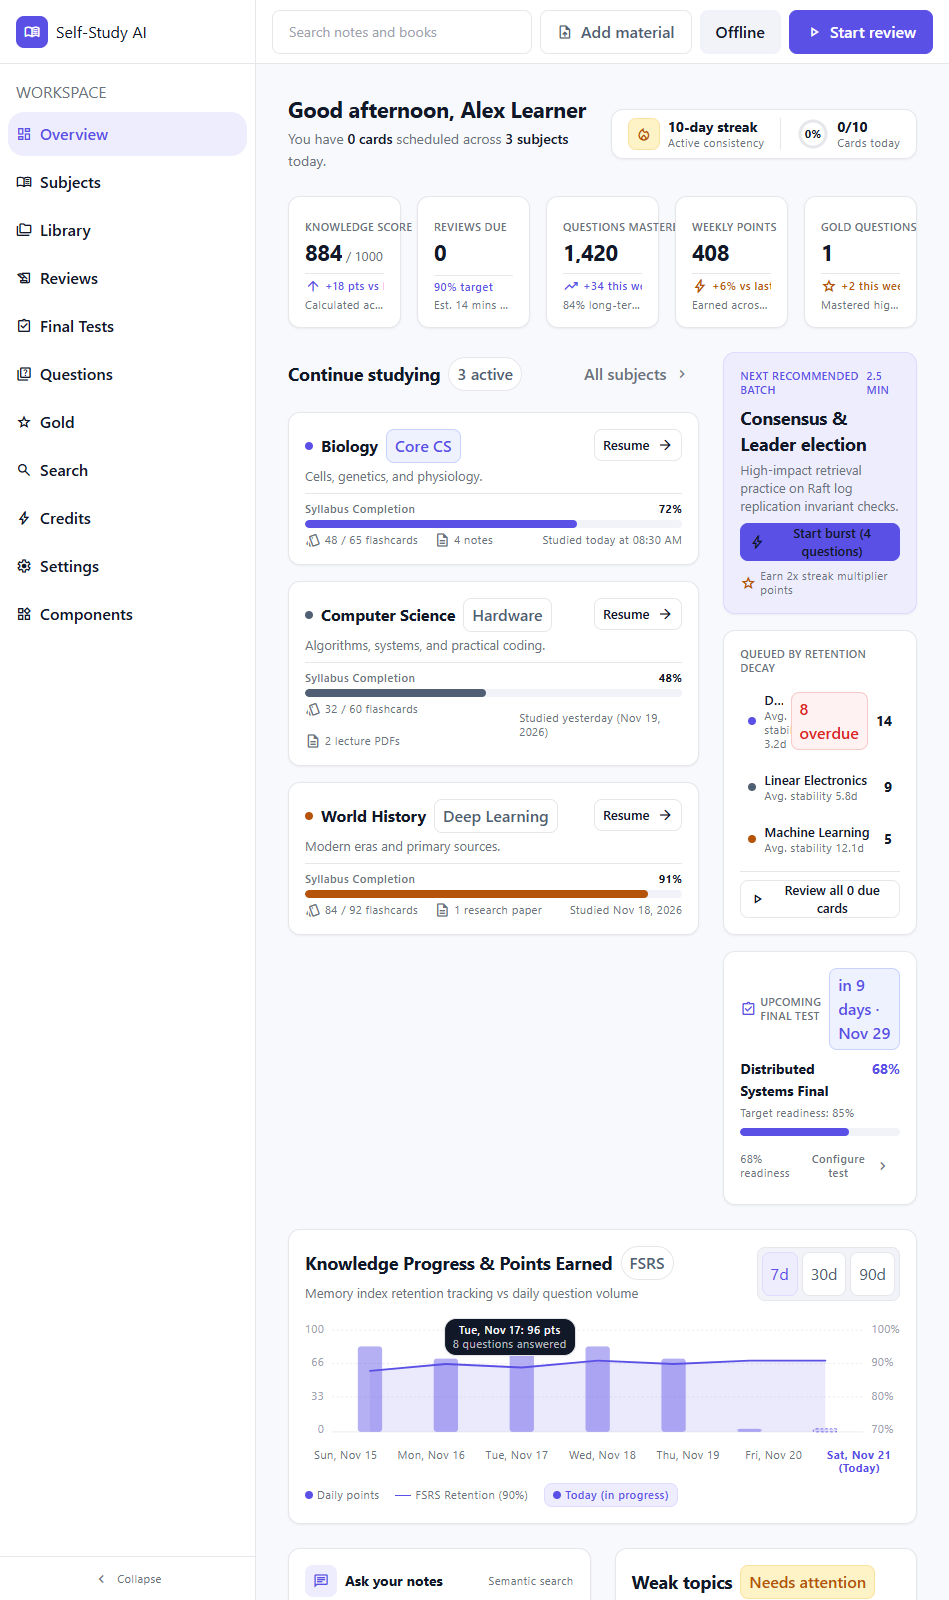 Self-Study AI
Search notes and books
Add material
Offline
Start review
WORKSPACE
Overview
Subjects
Library
Reviews
Final Tests
Questions
Gold
Search
Credits
Settings
Components
Collapse
Good afternoon, Alex Learner
You have 0 cards scheduled across 3 subjects
today.
10-day streak
Active consistency
0%
0/10
Cards today
KNOWLEDGE SCORE
884 / 1000
+18 pts vs
Calculated ac...
REVIEWS DUE
0
90% target
Est. 14 mins ...
QUESTIONS MASTERE
1,420
+34 this we
84% long-ter...
WEEKLY POINTS
408
+6% vs last
Earned acros...
GOLD QUESTIONS
1
+2 this wee
Mastered hig...
Continue studying
3 active
All subjects
Biology
Core CS
Resume
Cells, genetics, and physiology.
Syllabus Completion
72%
48 / 65 flashcards
4 notes
Studied today at 08:30 AM
Computer Science
Hardware
Resume
Algorithms, systems, and practical coding.
Syllabus Completion
48%
32 / 60 flashcards
2 lecture PDFs
Studied yesterday (Nov 19,
2026)
World History
Deep Learning
Resume
Modern eras and primary sources.
Syllabus Completion
91%
84 / 92 flashcards
1 research paper
Studied Nov 18, 2026
NEXT RECOMMENDED
BATCH
2.5
MIN
Consensus &
Leader election
High-impact retrieval
practice on Raft log
replication invariant checks.
Start burst (4
questions)
Earn 2x streak multiplier
points
QUEUED BY RETENTION
DECAY
D...
Avg.
stabi
3.2d
8
overdue
14
Linear Electronics
Avg. stability 5.8d
9
Machine Learning
Avg. stability 12.1d
5
Review all 0 due
cards
UPCOMING
FINAL TEST
in 9
days ·
Nov 29
Distributed
Systems Final
68%
Target readiness: 85%
68%
readiness
Configure
test
Knowledge Progress & Points Earned
FSRS
Memory index retention tracking vs daily question volume
7d
30d
90d
Tue, Nov 17: 96 pts
8 questions answered
100
66
33
0
100%
90%
80%
70%
Sun, Nov 15
Mon, Nov 16
Tue, Nov 17
Wed, Nov 18
Thu, Nov 19
Fri, Nov 20
Sat, Nov 21
(Today)
Daily points
FSRS Retention (90%)
Today (in progress)
Ask your notes
Semantic search
Weak topics
Needs attention